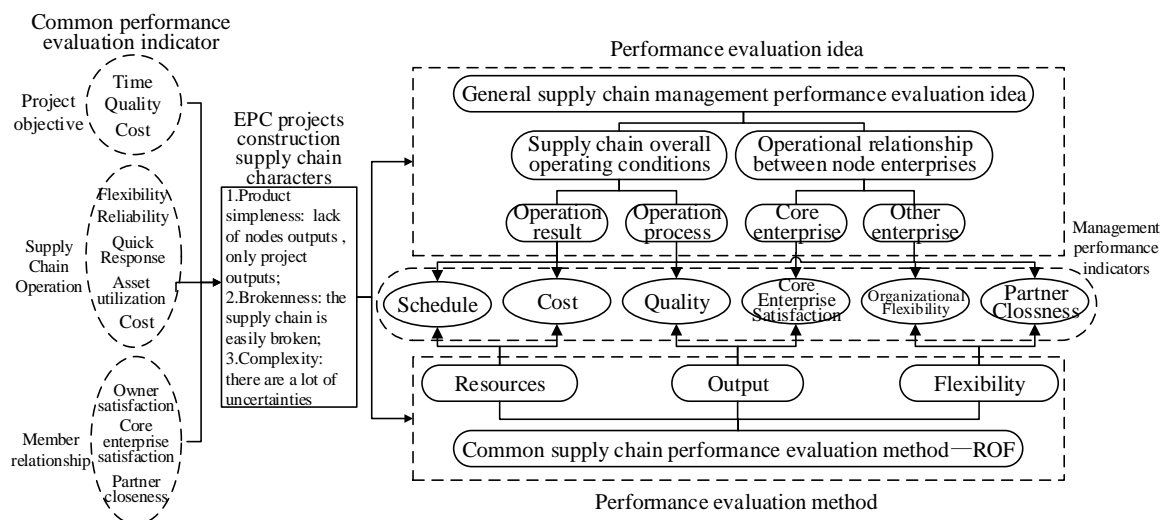 Common performance
evaluation indicator
Time
Quality
Cost
Project
objective
Flexibility
Reliability
Quick
Response
Asset
utilization
Cost
Supply
Chain
Operation
Owner
satisfaction
Core
enterprise
satisfaction
Partner
closeness
Member
relationship
EPC projects
construction
supply chain
characters
1.Product
simpleness: lack
of nodes outputs ,
only project
outputs;
2.Brokenness: the
supply chain is
easily broken;
3.Complexity:
there are a lot of
uncertainties
Performance evaluation idea
General supply chain management performance evaluation idea
Supply chain overall
operating conditions
Operational relationship
between node enterprises
Operation
result
Operation
process
Core
enterprise
Other
enterprise
Management
performance
indicators
Schedule
Cost
Quality
Core
Enterprise
Satisfaction
Organizational
Flexibility
Partner
Clossness
Resources
Output
Flexibility
Common supply chain performance evaluation method—ROF
Performance evaluation method